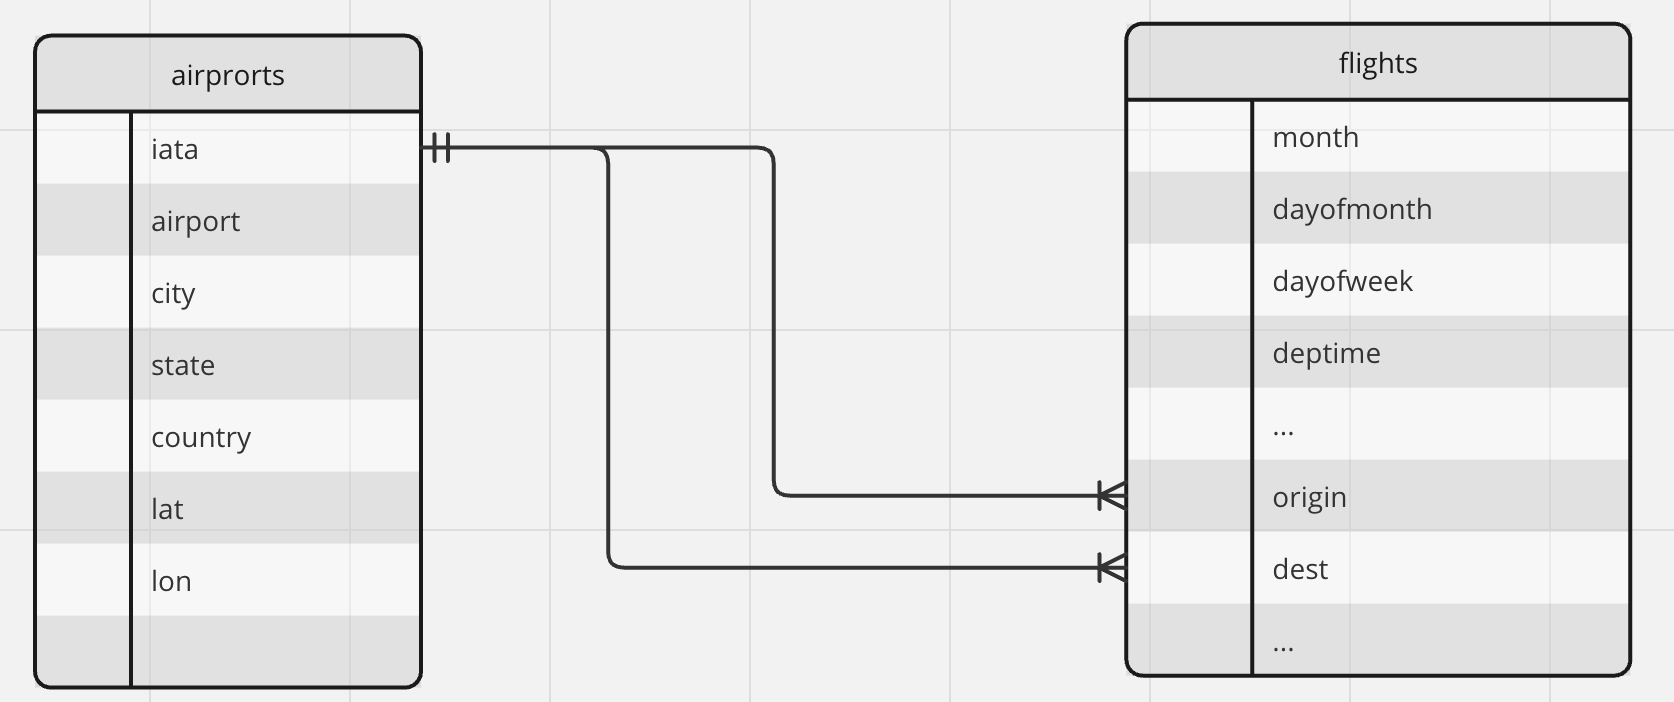 airprorts
iata
airport
city
state
country
lat
lon
flights
month
dayofmonth
dayofweek
deptime
...
origin
dest
...